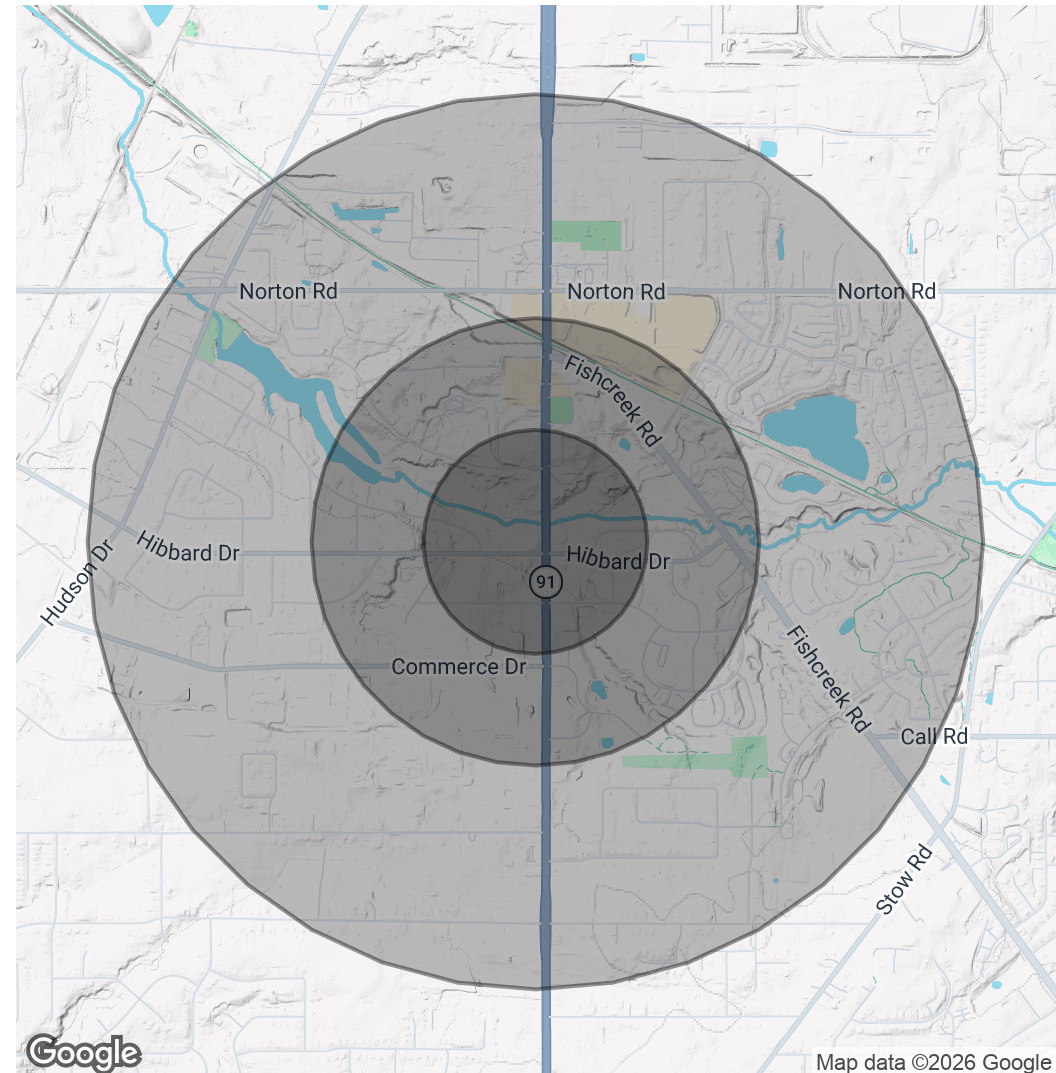 Norton Rd
Norton Rd
Norton Rd
Fishcreek Rd
Hibbard Dr
Hibbard Dr
Hudson Dr
91
Commerce Dr
Fishcreek Rd
Call Rd
Stow Rd
Google
Map data ©2026 Google